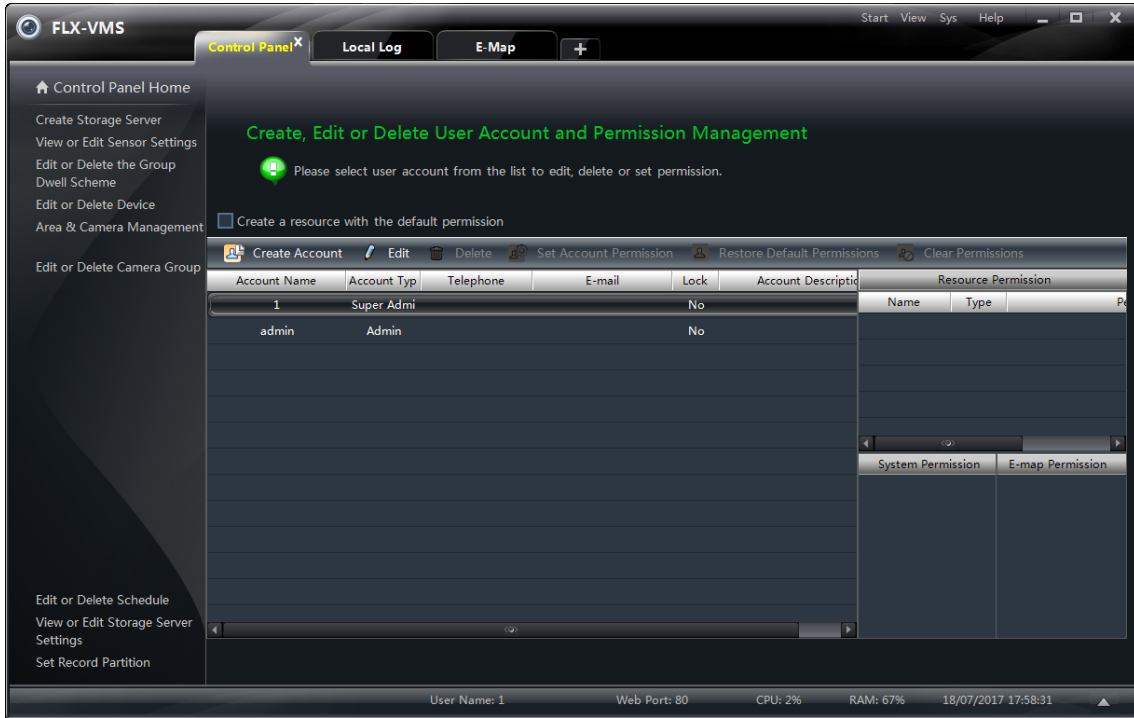 FLX-VMS
Start View Sys Help
Control Panel X
Local Log
E-Map
Control Panel Home
Create Storage Server
View or Edit Sensor Settings
Edit or Delete the Group
Dwell Scheme
Edit or Delete Device
Area & Camera Management
Edit or Delete Camera Group
Edit or Delete Schedule
View or Edit Storage Server
Settings
Set Record Partition
Create, Edit or Delete User Account and Permission Management
Please select user account from the list to edit, delete or set permission.
Create a resource with the default permission
Create Account Edit Delete Set Account Permission Restore Default Permissions Clear Permissions
Account Name Account Typ Telephone E-mail Lock Account Descriptio
1 Super Admi No
admin Admin No
Resource Permission
Name Type Pe
System Permission E-map Permission
User Name: 1 Web Port: 80 CPU: 2% RAM: 67% 18/07/2017 17:58:31